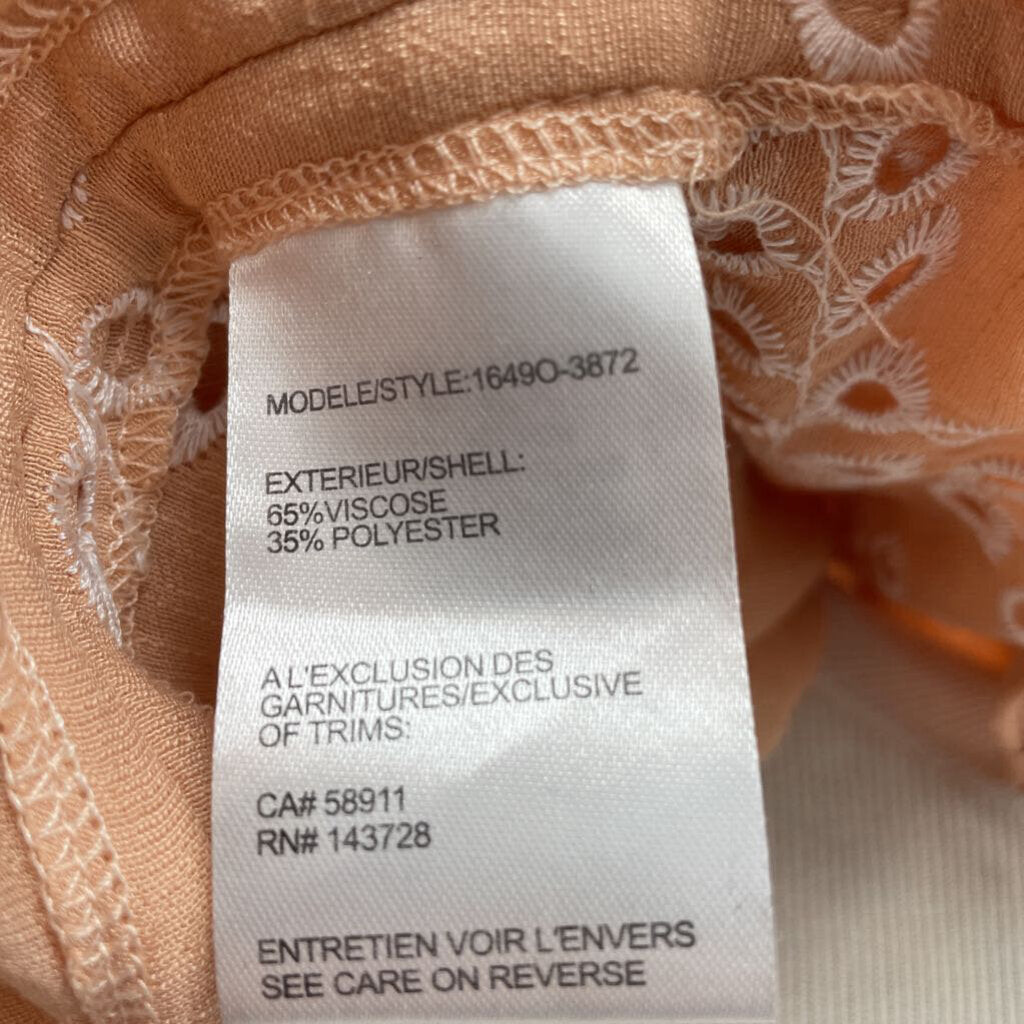 MODELE/STYLE:1649O-3872
EXTERIEUR/SHELL:
65%VISCOSE
35% POLYESTER
A L'EXCLUSION DES
GARNITURES/EXCLUSIVE
OF TRIMS:
CA# 58911
RN# 143728
ENTRETIEN VOIR L'ENVERS
SEE CARE ON REVERSE